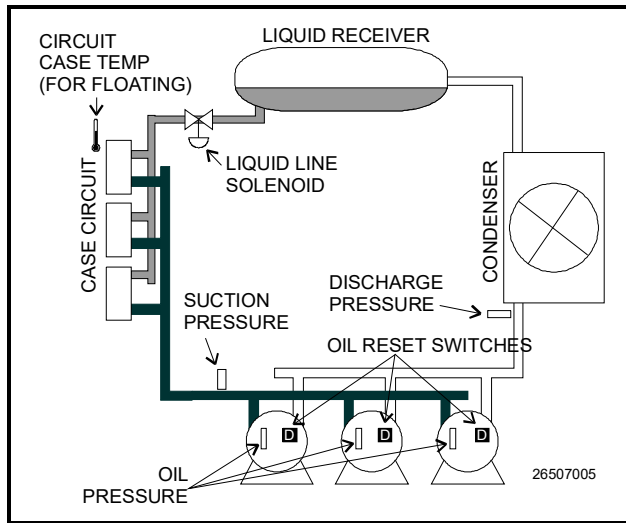 CIRCUIT
CASE TEMP
(FOR FLOATING)
LIQUID RECEIVER
LIQUID LINE
SOLENOID
CASE CIRCUIT
CONDENSER
SUCTION
PRESSURE
DISCHARGE
PRESSURE
OIL RESET SWITCHES
D
D
D
OIL
PRESSURE
26507005